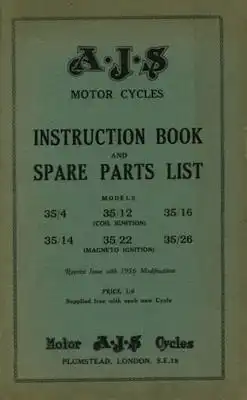 A·J·S
MOTOR CYCLES
INSTRUCTION BOOK
AND
SPARE PARTS LIST
MODELS
35/4 35/12 35/16
(COIL IGNITION)
35/14 35/22 35/26
(MAGNETO IGNITION)
Reprint Issue with 1936 Modifications
PRICE 1/6
Supplied free with each new Cycle
Motor A·J·S Cycles
PLUMSTEAD, LONDON, S.E.18